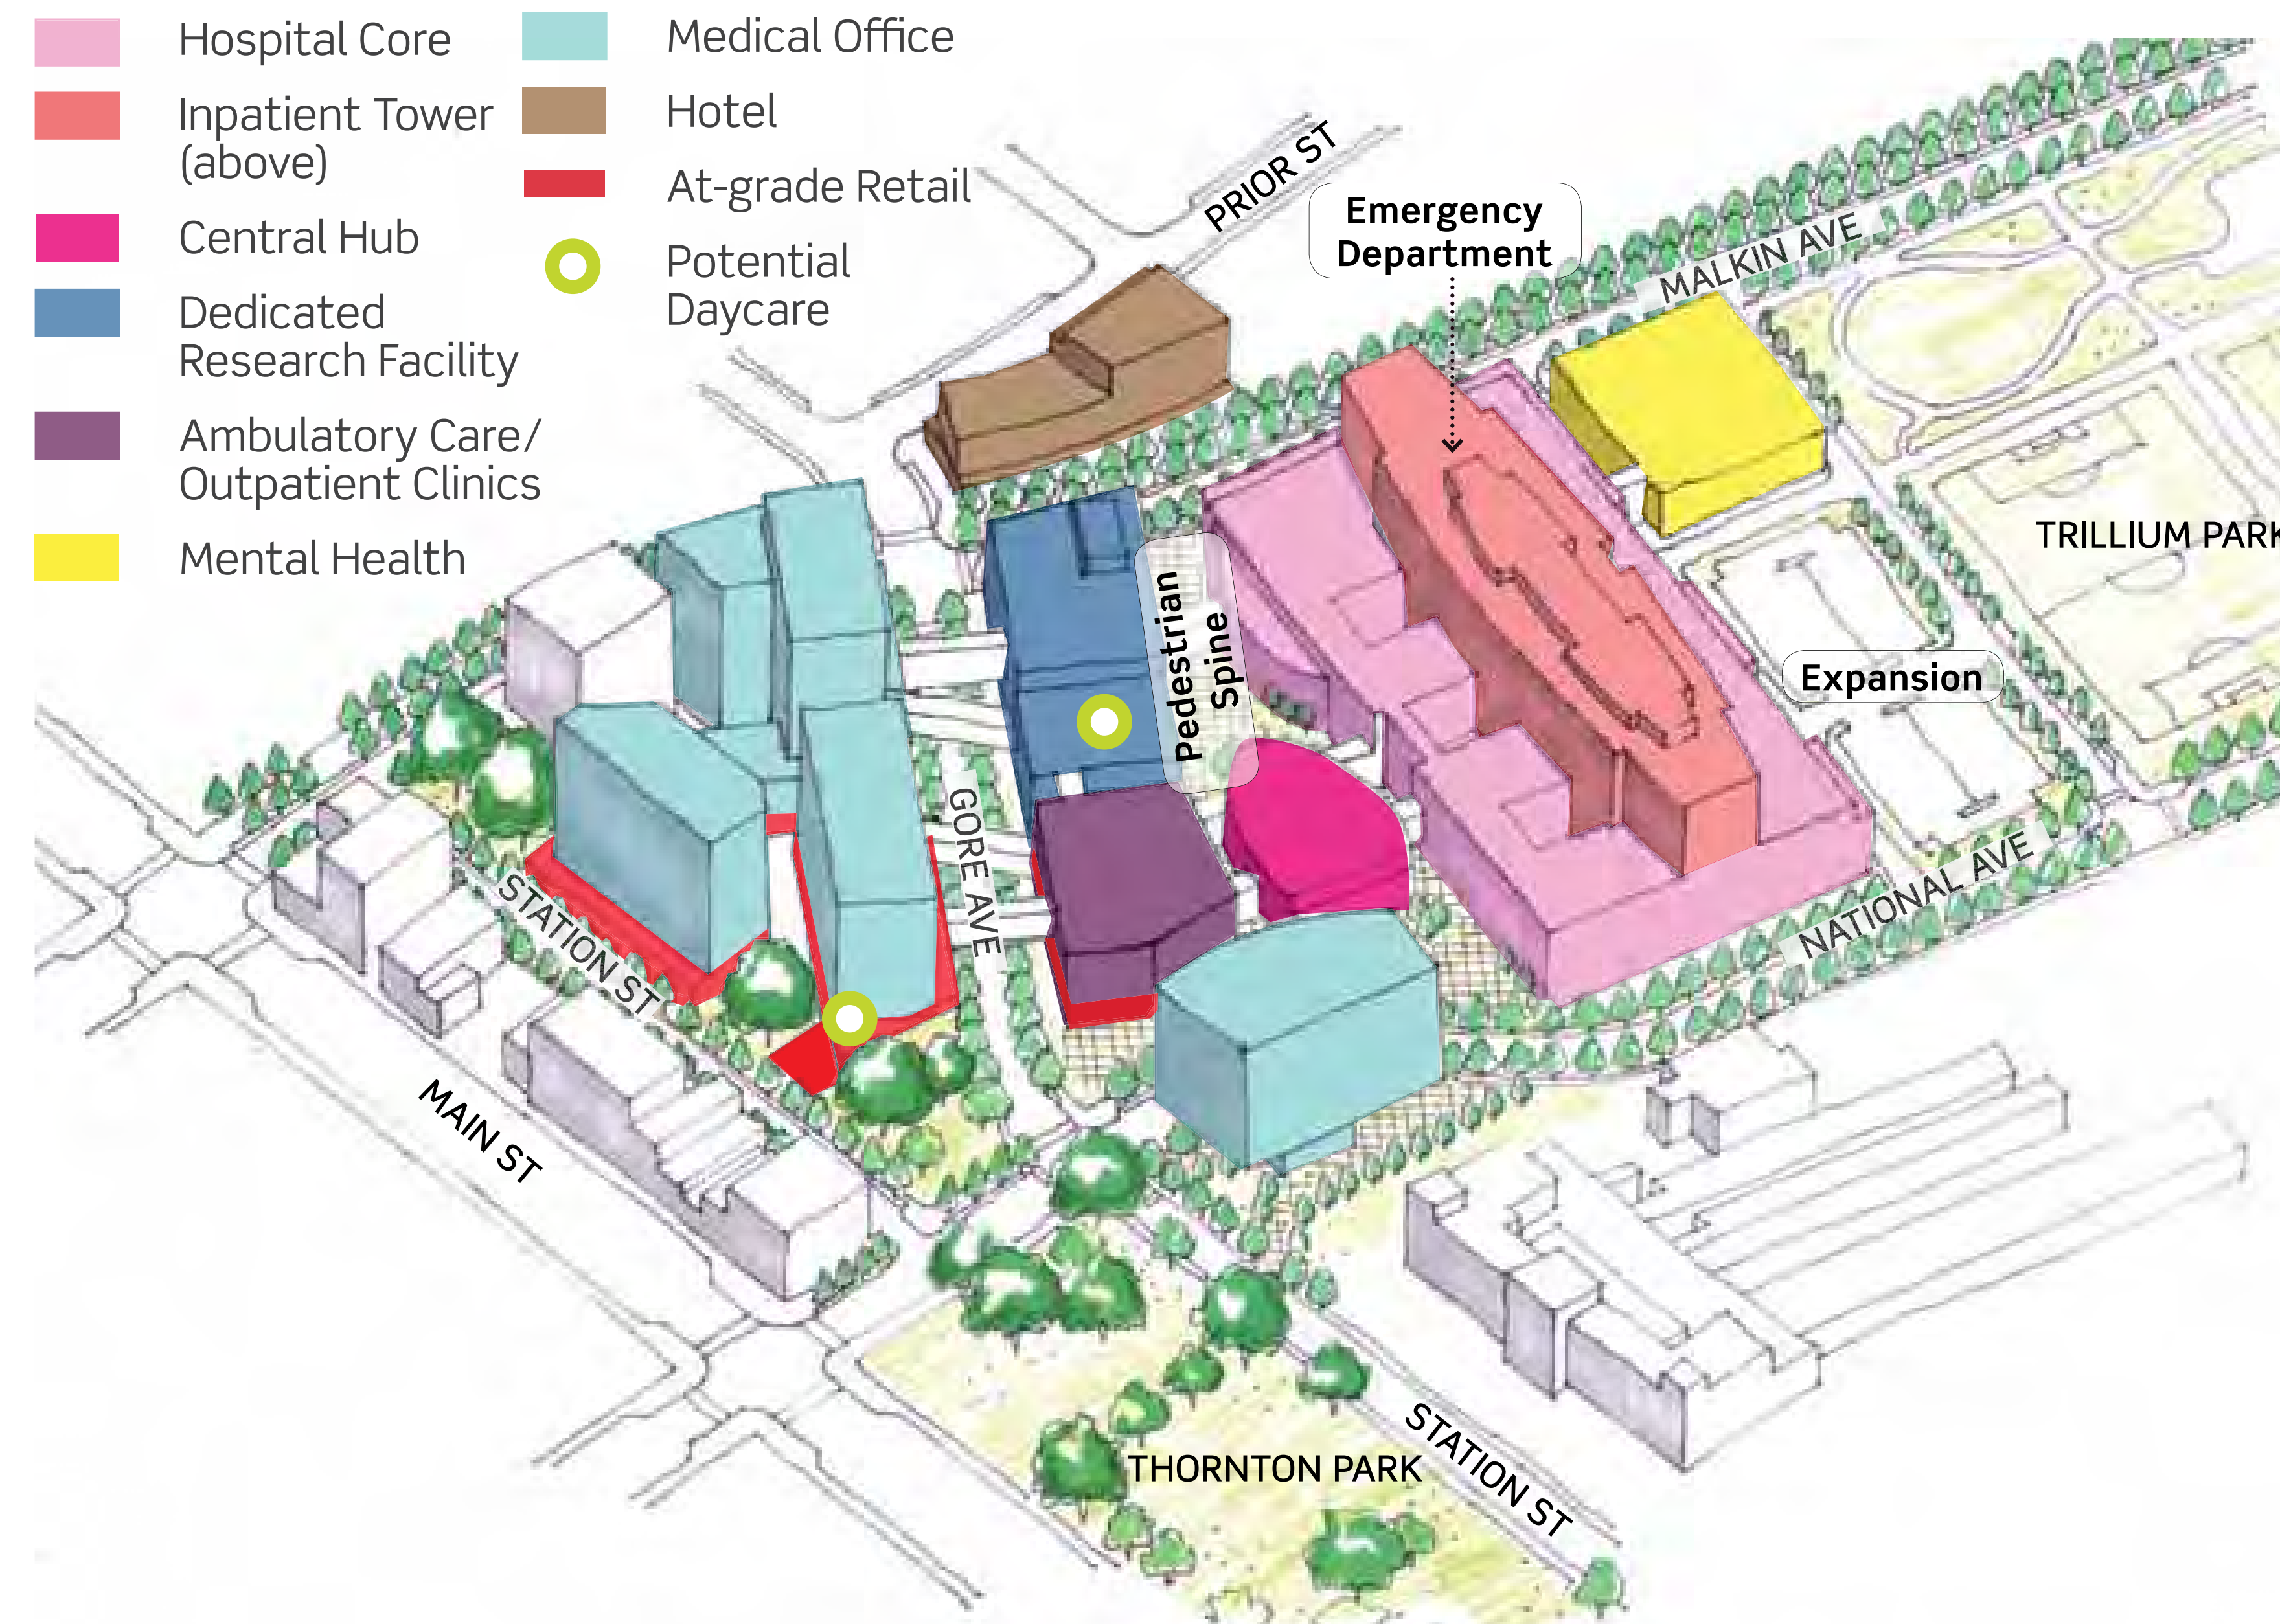 Hospital Core
Inpatient Tower
(above)
Central Hub
Dedicated
Research Facility
Ambulatory Care/
Outpatient Clinics
Mental Health
Medical Office
Hotel
At-grade Retail
Potential
Daycare
PRIOR ST
Emergency
Department
MALKIN AVE
TRILLIUM PARK
Pedestrian
Spine
Expansion
GORE AVE
STATION ST
NATIONAL AVE
MAIN ST
THORNTON PARK
STATION ST